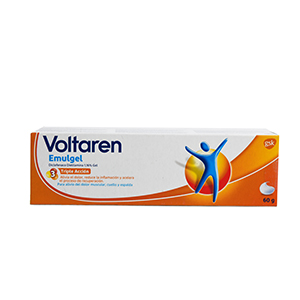 Voltaren
Emulgel
Diclofenaco Dietilamina 1.16% Gel
3 Triple Acción
Alivia el dolor, reduce la inflamación y acelera
el proceso de recuperación
Para alivio del dolor muscular, cuello y espalda
gsk
60 g